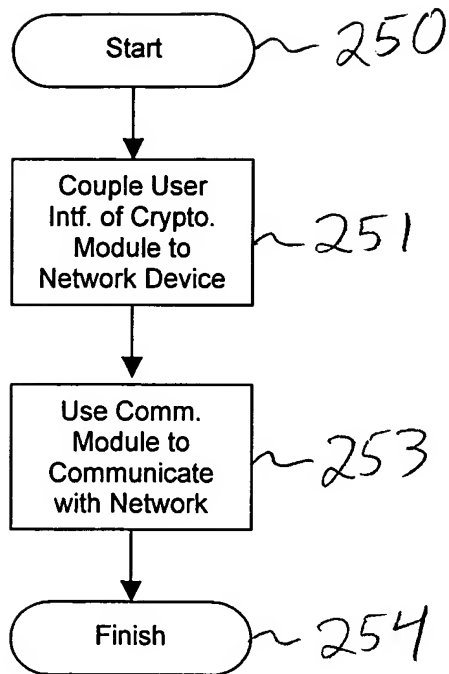 Start
250
Couple User
Intf. of Crypto.
Module to
Network Device
251
Use Comm.
Module to
Communicate
with Network
253
Finish
254